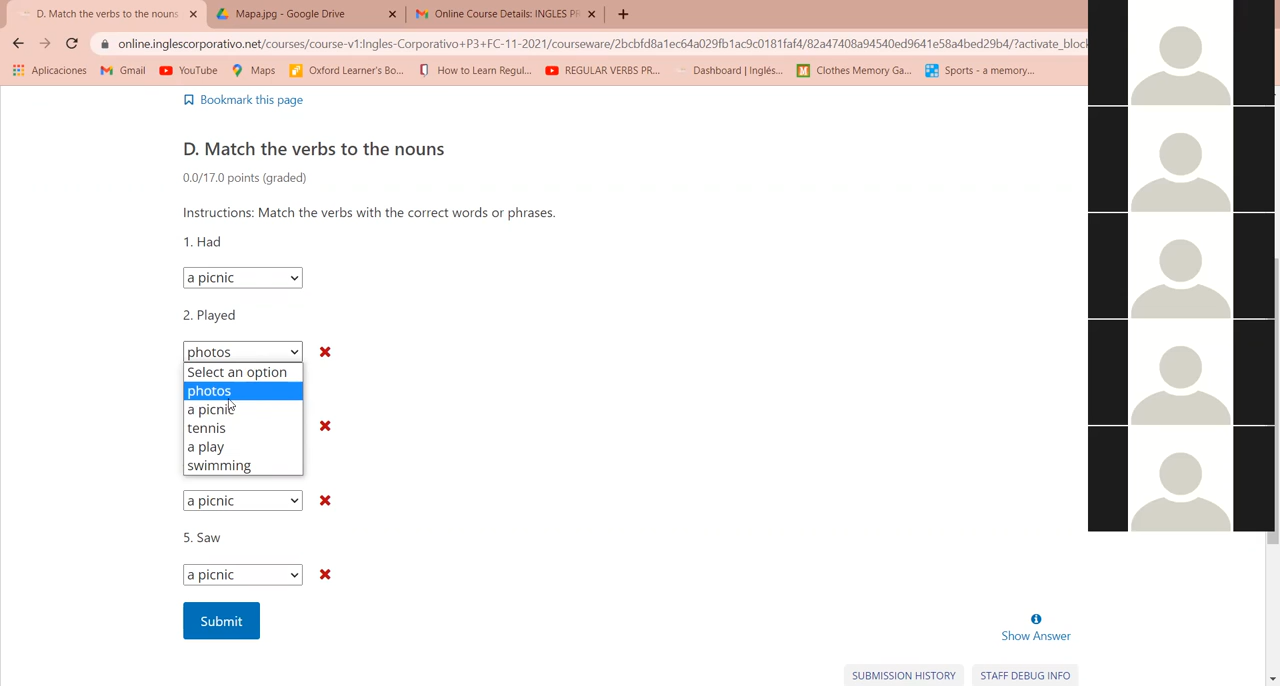 D. Match the verbs to the nouns
Mapa.jpg - Google Drive
Online Course Details: INGLES PR
online.inglescorporativo.net/courses/course-v1:Ingles-Corporativo+P3+FC-11-2021/courseware/2bcbfd8a1ec64a029fb1ac9c0181faf4/82a47408a94540ed9641e58a4bed29b4/?activate_block
Aplicaciones
Gmail
YouTube
Maps
Oxford Learner's Bo...
How to Learn Regul...
REGULAR VERBS PR...
Dashboard | Inglés...
Clothes Memory Ga...
Sports - a memory...
Bookmark this page
D. Match the verbs to the nouns
0.0/17.0 points (graded)
Instructions: Match the verbs with the correct words or phrases.
1. Had
a picnic
2. Played
photos
Select an option
photos
a picnic
tennis
a play
swimming
a picnic
5. Saw
a picnic
Submit
Show Answer
SUBMISSION HISTORY
STAFF DEBUG INFO